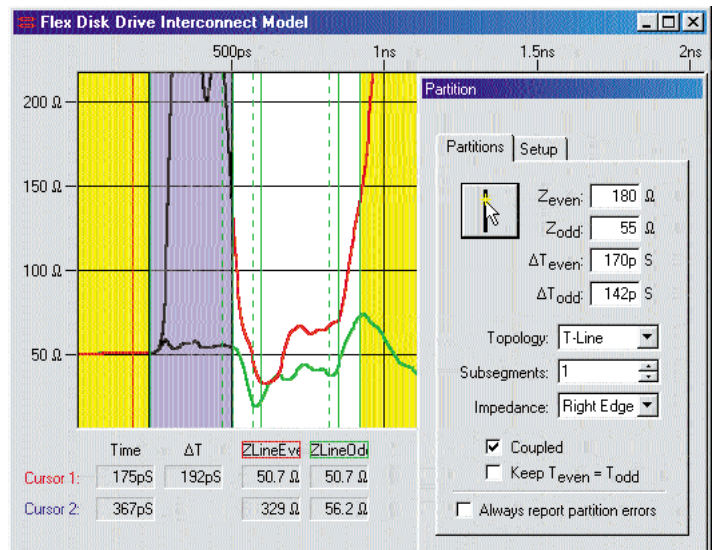 Flex Disk Drive Interconnect Model
500ps 1ns 1.5ns 2ns
200 Ω
150 Ω
100 Ω
50 Ω
Time ΔT ZLineEve ZLineOdd
Cursor 1: 175pS 192pS 50.7 Ω 50.7 Ω
Cursor 2: 367pS 329 Ω 56.2 Ω
Partition
Partitions Setup
Zeven: 180 Ω
Zodd: 55 Ω
ΔTeven: 170p S
ΔTodd: 142p S
Topology: T-Line
Subsegments: 1
Impedance: Right Edge
Coupled
Keep Teven = Todd
Always report partition errors